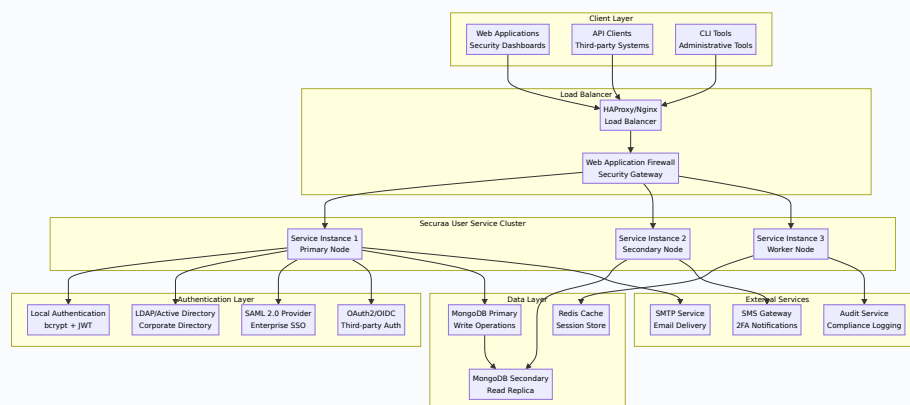 Client Layer
Web Applications
Security Dashboards
API Clients
Third-party Systems
CLI Tools
Administrative Tools
Load Balancer
HAProxy/Nginx
Load Balancer
Web Application Firewall
Security Gateway
Securaa User Service Cluster
Service Instance 1
Primary Node
Service Instance 2
Secondary Node
Service Instance 3
Worker Node
Authentication Layer
Local Authentication
bcrypt + JWT
LDAP/Active Directory
Corporate Directory
SAML 2.0 Provider
Enterprise SSO
OAuth2/OIDC
Third-party Auth
Data Layer
MongoDB Primary
Write Operations
Redis Cache
Session Store
MongoDB Secondary
Read Replica
External Services
SMTP Service
Email Delivery
SMS Gateway
2FA Notifications
Audit Service
Compliance Logging